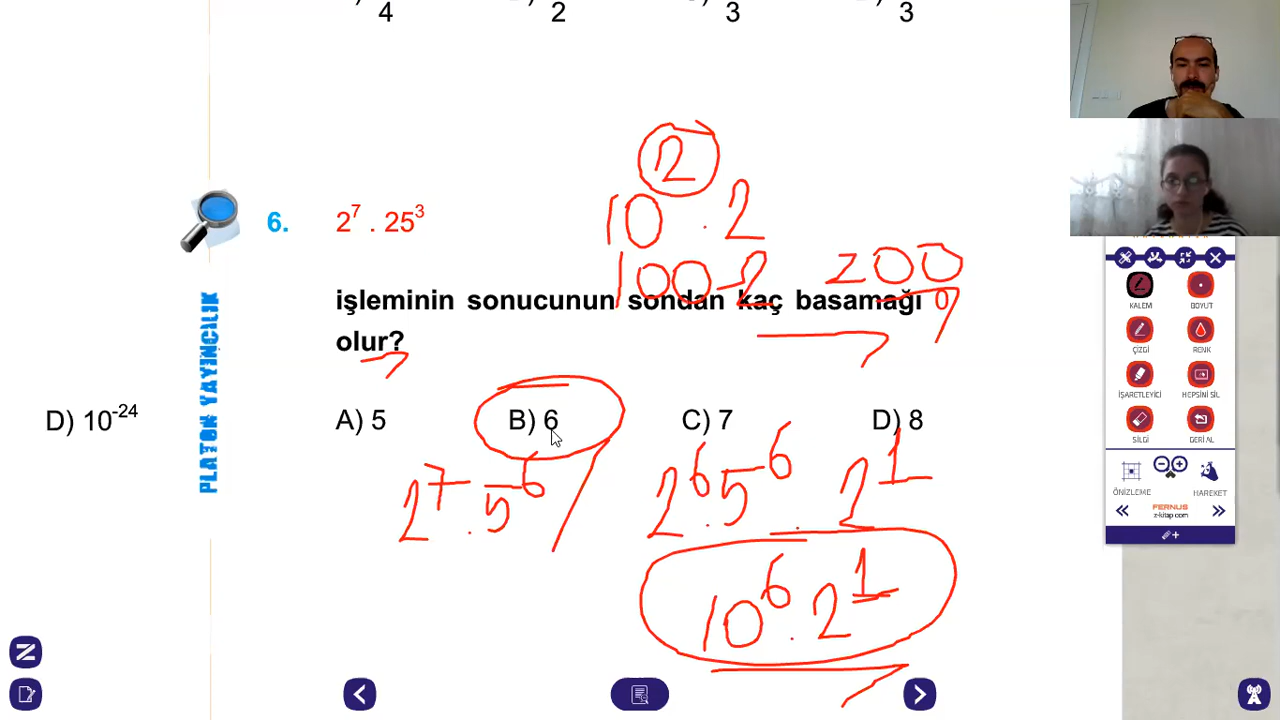 4
2
3
3
2
10 . 2
100 - 2
200
6. 2⁷ . 25³
işleminin sonucunun sondan kaç basamağı
olur?
D) 10⁻²⁴
A) 5
B) 6
C) 7
D) 8
2⁷ . 5⁶
2⁶ . 5⁶ . 2¹
10⁶ . 2¹
PLATON YAYINCILIK
KALEM
BOYUT
ÇİZGİ
RENK
İŞARETLEYİCİ
HEPSİNİ SİL
SİLGİ
GERİ AL
ÖNİZLEME
HAREKET
FERNUS
z-kitap.com